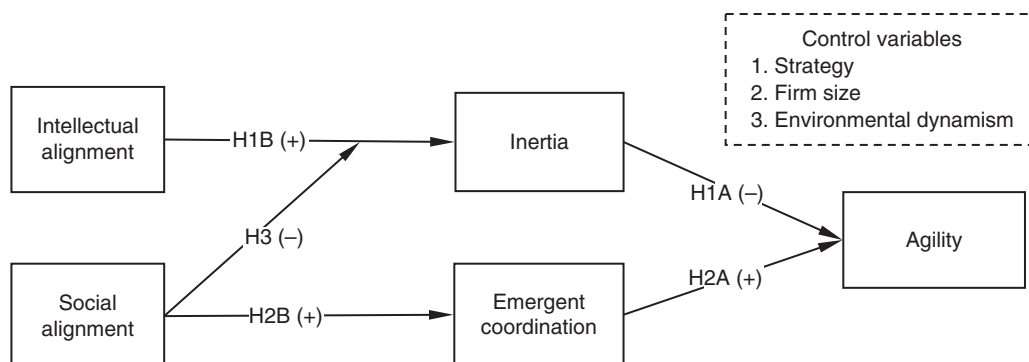 Control variables
1. Strategy
2. Firm size
3. Environmental dynamism
Intellectual
alignment
H1B (+)
Inertia
H1A (–)
H3 (–)
Agility
Social
alignment
H2B (+)
Emergent
coordination
H2A (+)